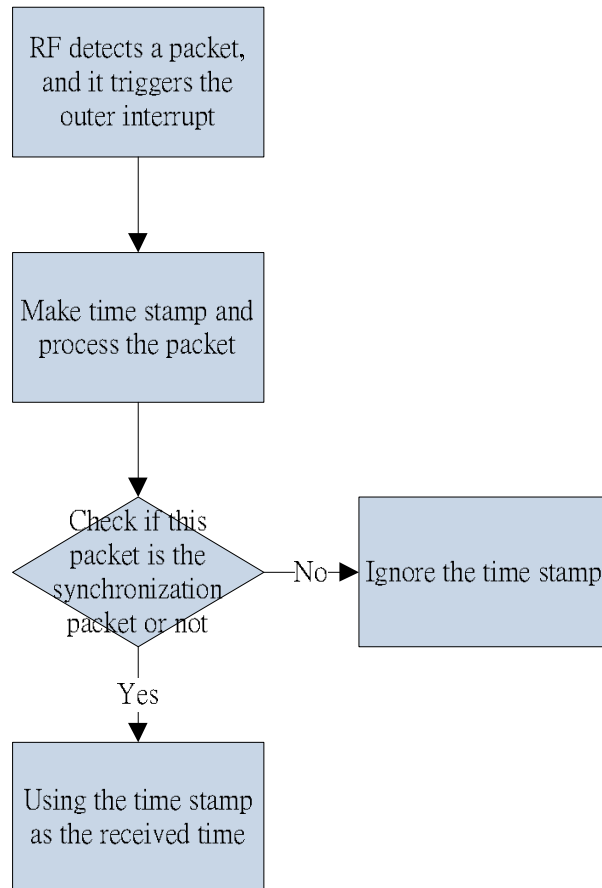 RF detects a packet,
and it triggers the
outer interrupt
Make time stamp and
process the packet
Check if this
packet is the
synchronization
packet or not
No
Ignore the time stamp
Yes
Using the time stamp
as the received time